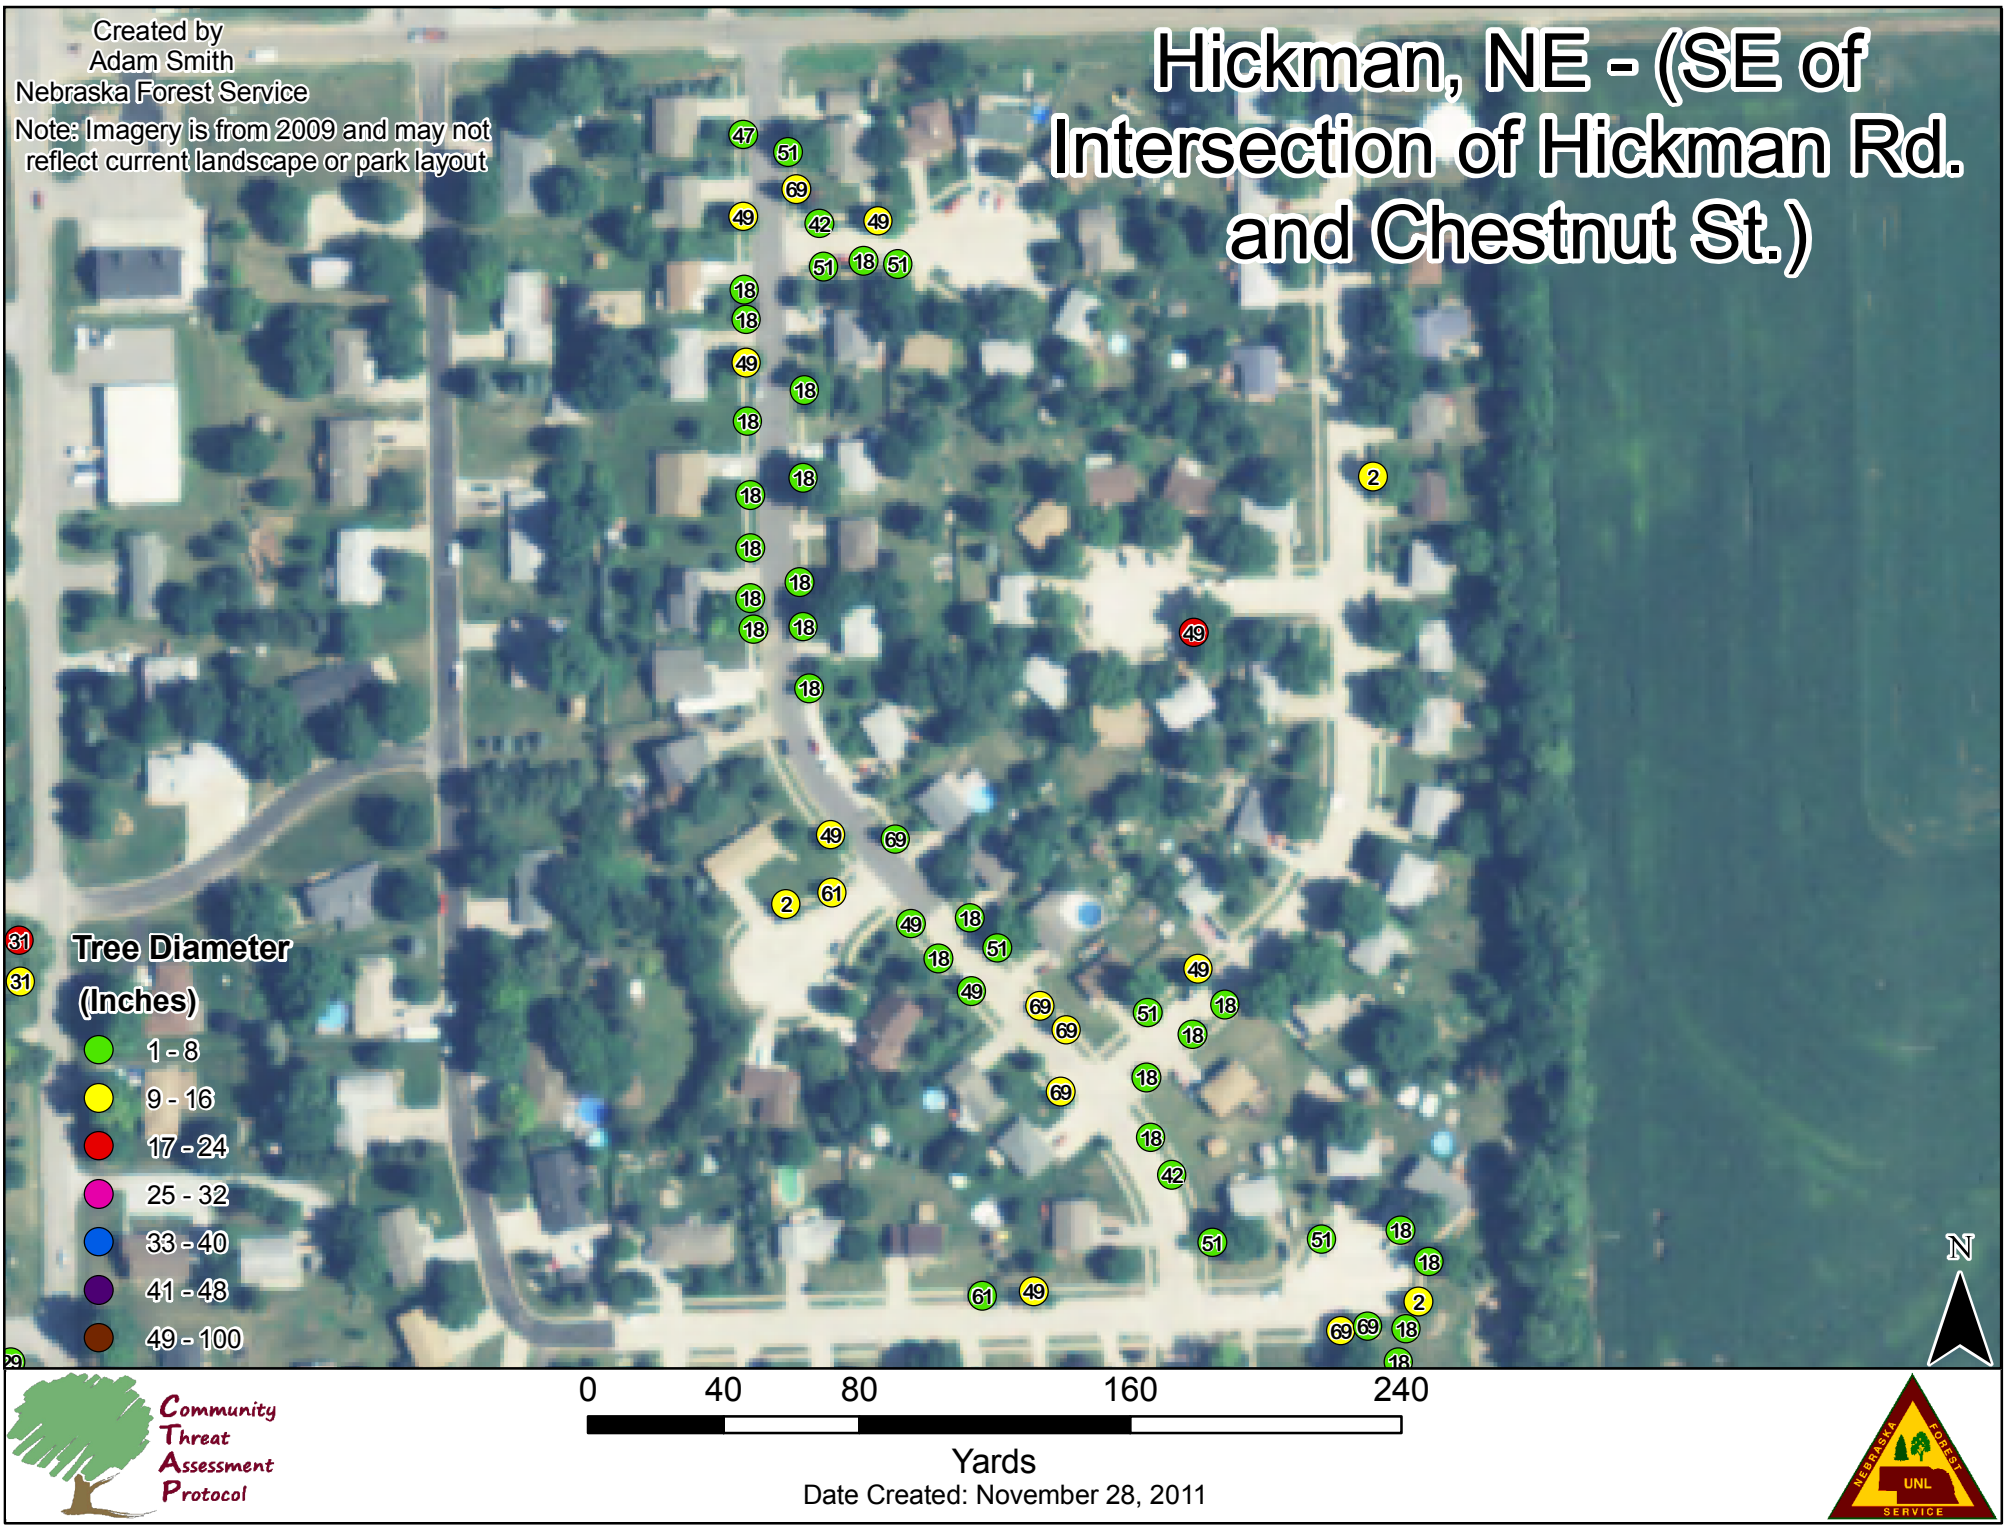 Created by
Adam Smith
Nebraska Forest Service
Note: Imagery is from 2009 and may not
reflect current landscape or park layout
Hickman, NE - (SE of
Intersection of Hickman Rd.
and Chestnut St.)
47
51
69
49
42
49
51
18
51
18
18
49
18
18
18
18
18
18
18
18
18
18
2
49
49
69
2
61
49
18
51
18
49
49
69
51
18
69
18
69
18
18
42
51
51
18
18
61
49
2
69
69
18
18
31
31
29
Tree Diameter
(Inches)
1 - 8
9 - 16
17 - 24
25 - 32
33 - 40
41 - 48
49 - 100
N
Community
Threat
Assessment
Protocol
0 40 80 160 240
Yards
Date Created: November 28, 2011
NEBRASKA FOREST
UNL
SERVICE